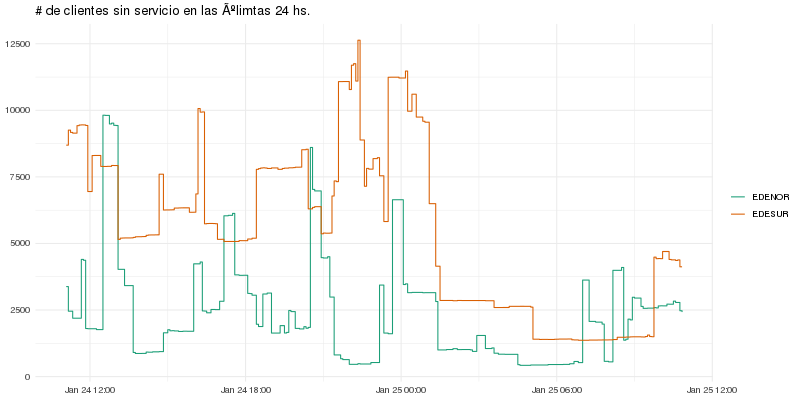 # de clientes sin servicio en las Ãºlimtas 24 hs.
12500
10000
7500
5000
2500
0
Jan 24 12:00
Jan 24 18:00
Jan 25 00:00
Jan 25 06:00
Jan 25 12:00
EDENOR
EDESUR